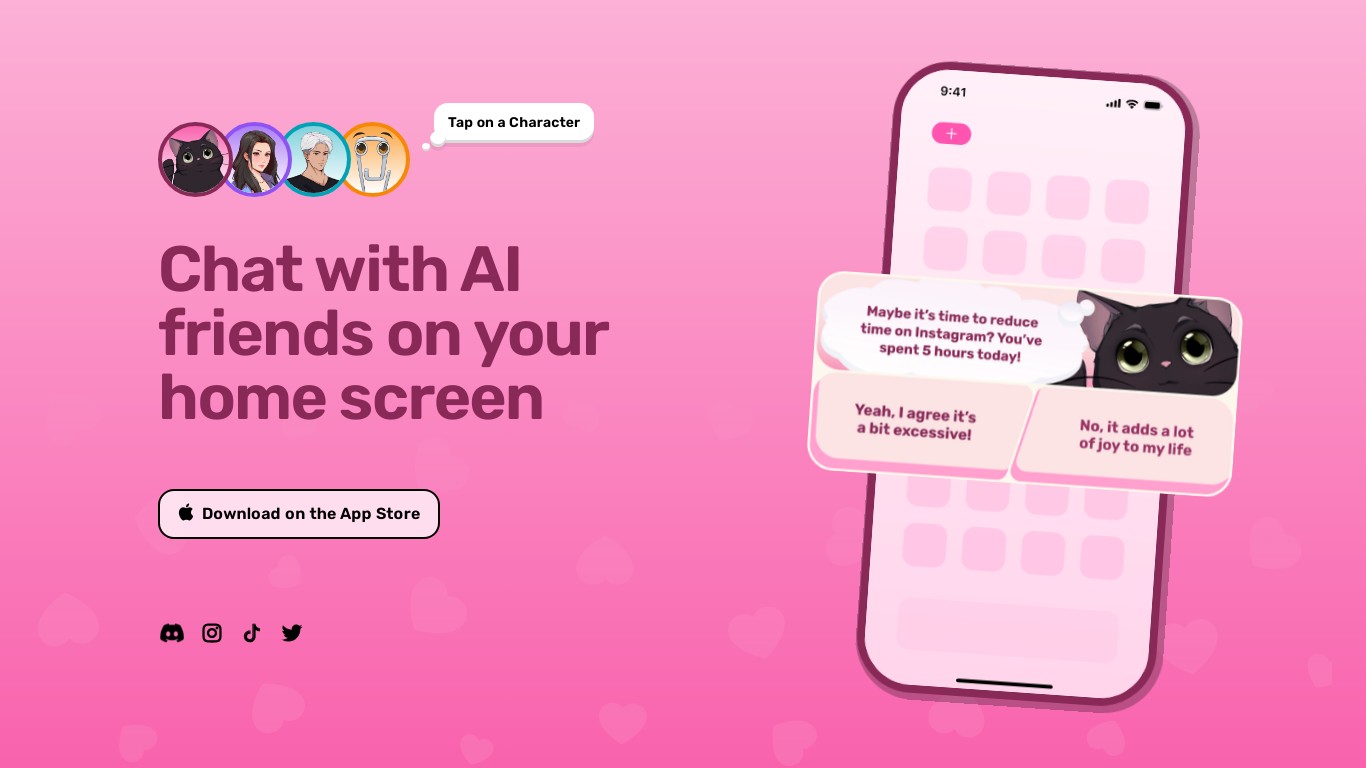 Tap on a Character
Chat with AI
friends on your
home screen
Download on the App Store
9:41
Maybe it's time to reduce
time on Instagram? You've
spent 5 hours today!
Yeah, I agree it's
a bit excessive!
No, it adds a lot
of joy to my life